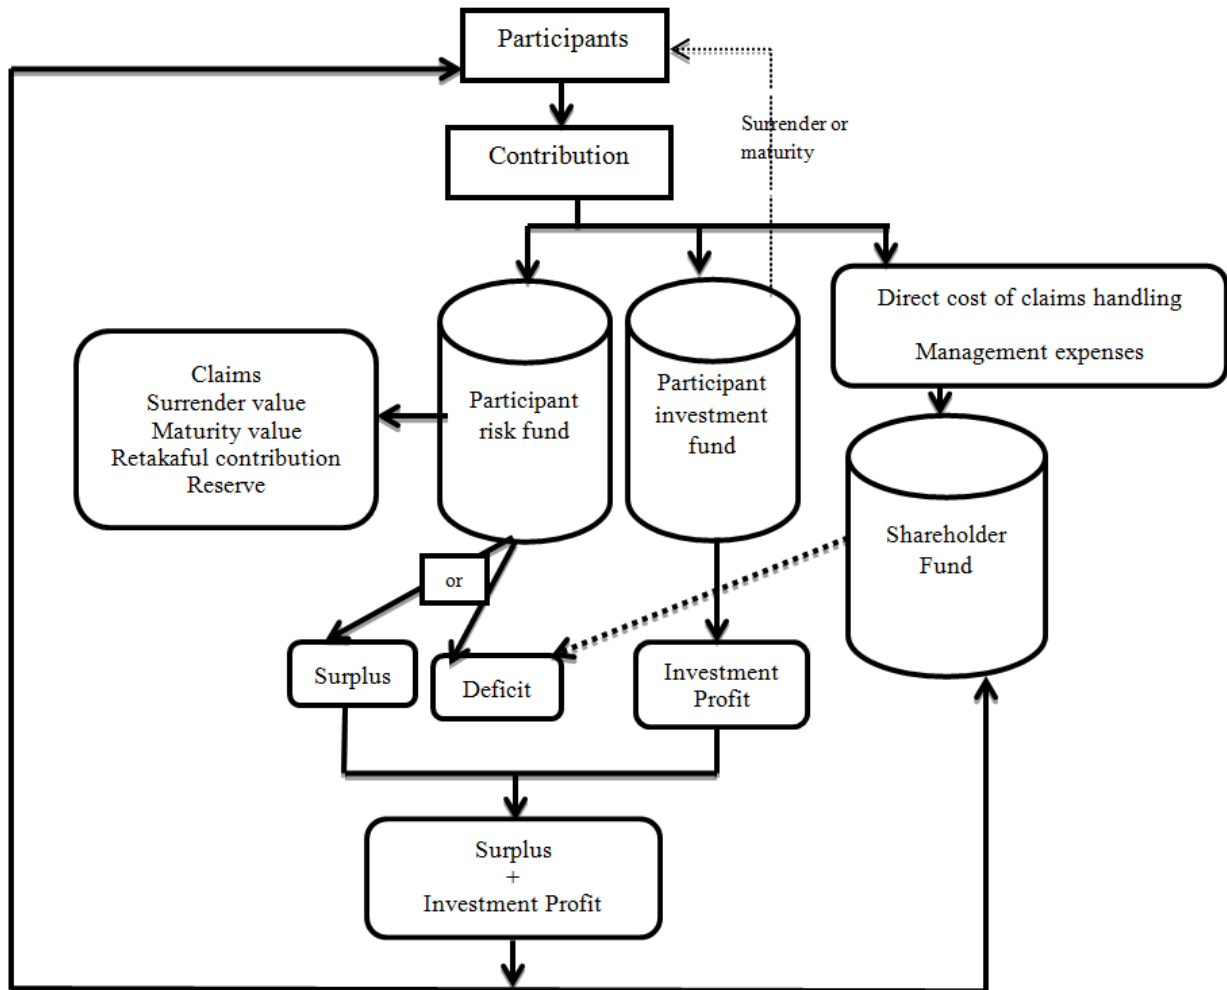 Participants
Surrender or
maturity
Contribution
Direct cost of claims handling
Management expenses
Claims
Surrender value
Maturity value
Retakaful contribution
Reserve
Participant
risk fund
Participant
investment
fund
Shareholder
Fund
or
Surplus
Deficit
Investment
Profit
Surplus
+
Investment Profit